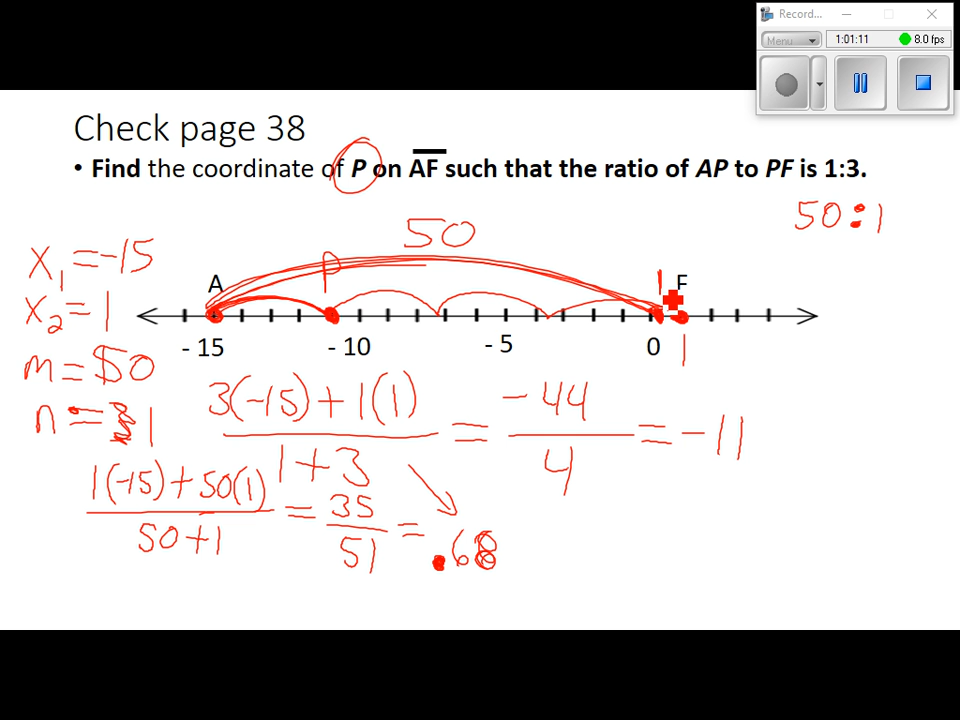 Record...
Menu
1:01:11
8.0 fps
Check page 38
• Find the coordinate of P on AF such that the ratio of AP to PF is 1:3.
50:1
50
x₁ = -15
P
A
1
F
x₂ = 1
- 15
- 10
- 5
0
1
m = 50
3(-15) + 1(1) / 1 + 3 = -44 / 4 = -11
n = 1
1(-15) + 50(1) / 50 + 1 = 35 / 51 = .68